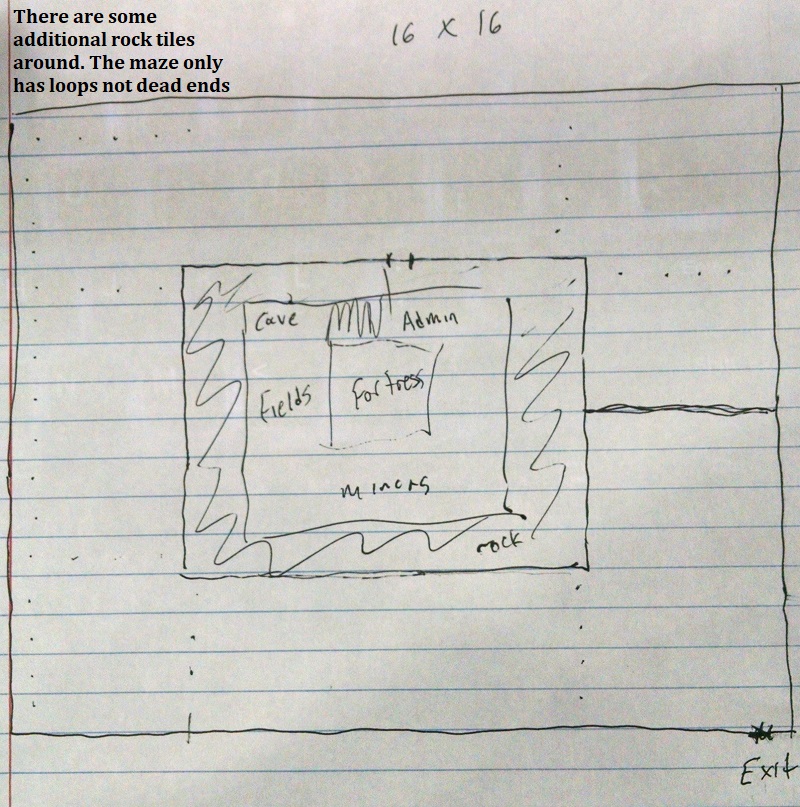 There are some
additional rock tiles
around. The maze only
has loops not dead ends
16 x 16
Cave
Admin
Fields
Fortress
miners
rock
Exit